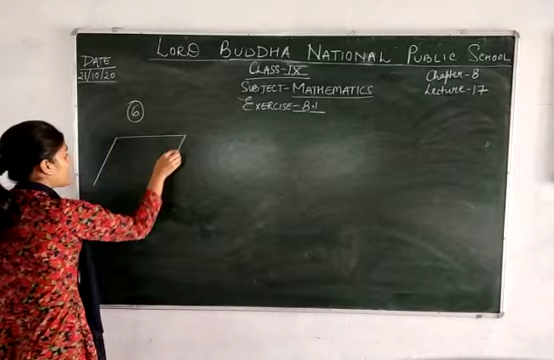 LORD BUDDHA NATIONAL PUBLIC SCHOOL
DATE
21/10/20
CLASS-IX
Chapter-8
SUBJECT-MATHEMATICS
Lecture-17
EXERCISE-8.1
6